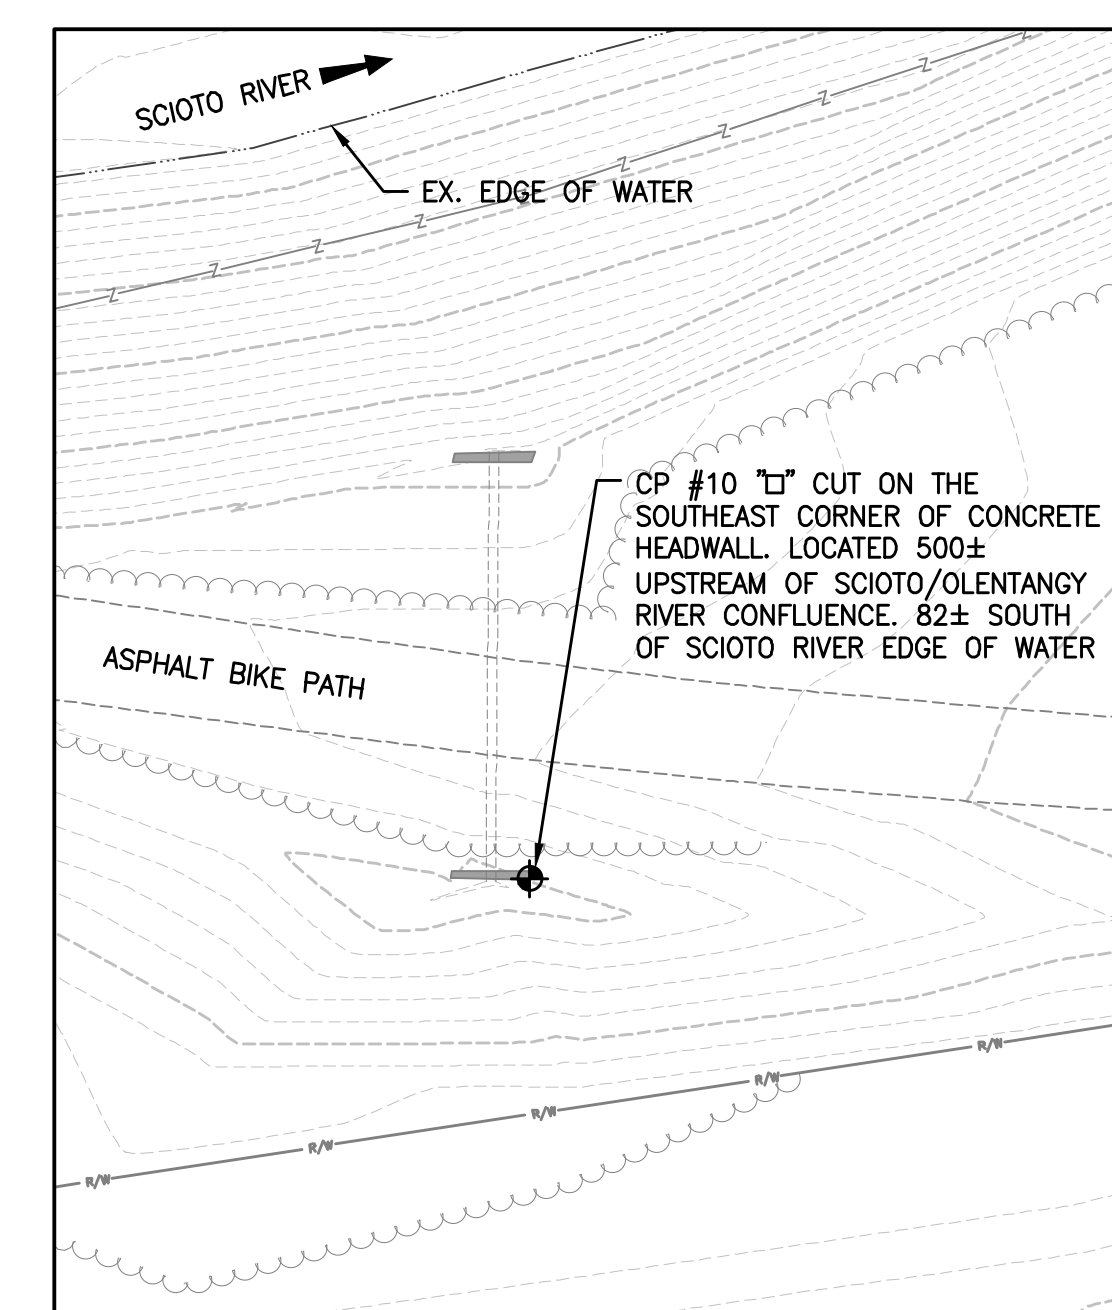 SCIOTO RIVER
Z
Z
Z
Z
Z
Z
Z
Z
Z
Z
EX. EDGE OF WATER
CP #10 "□" CUT ON THE
SOUTHEAST CORNER OF CONCRETE
HEADWALL. LOCATED 500±
UPSTREAM OF SCIOTO/OLENTANGY
RIVER CONFLUENCE. 82± SOUTH
OF SCIOTO RIVER EDGE OF WATER
ASPHALT BIKE PATH
R/W
R/W
R/W
R/W
R/W